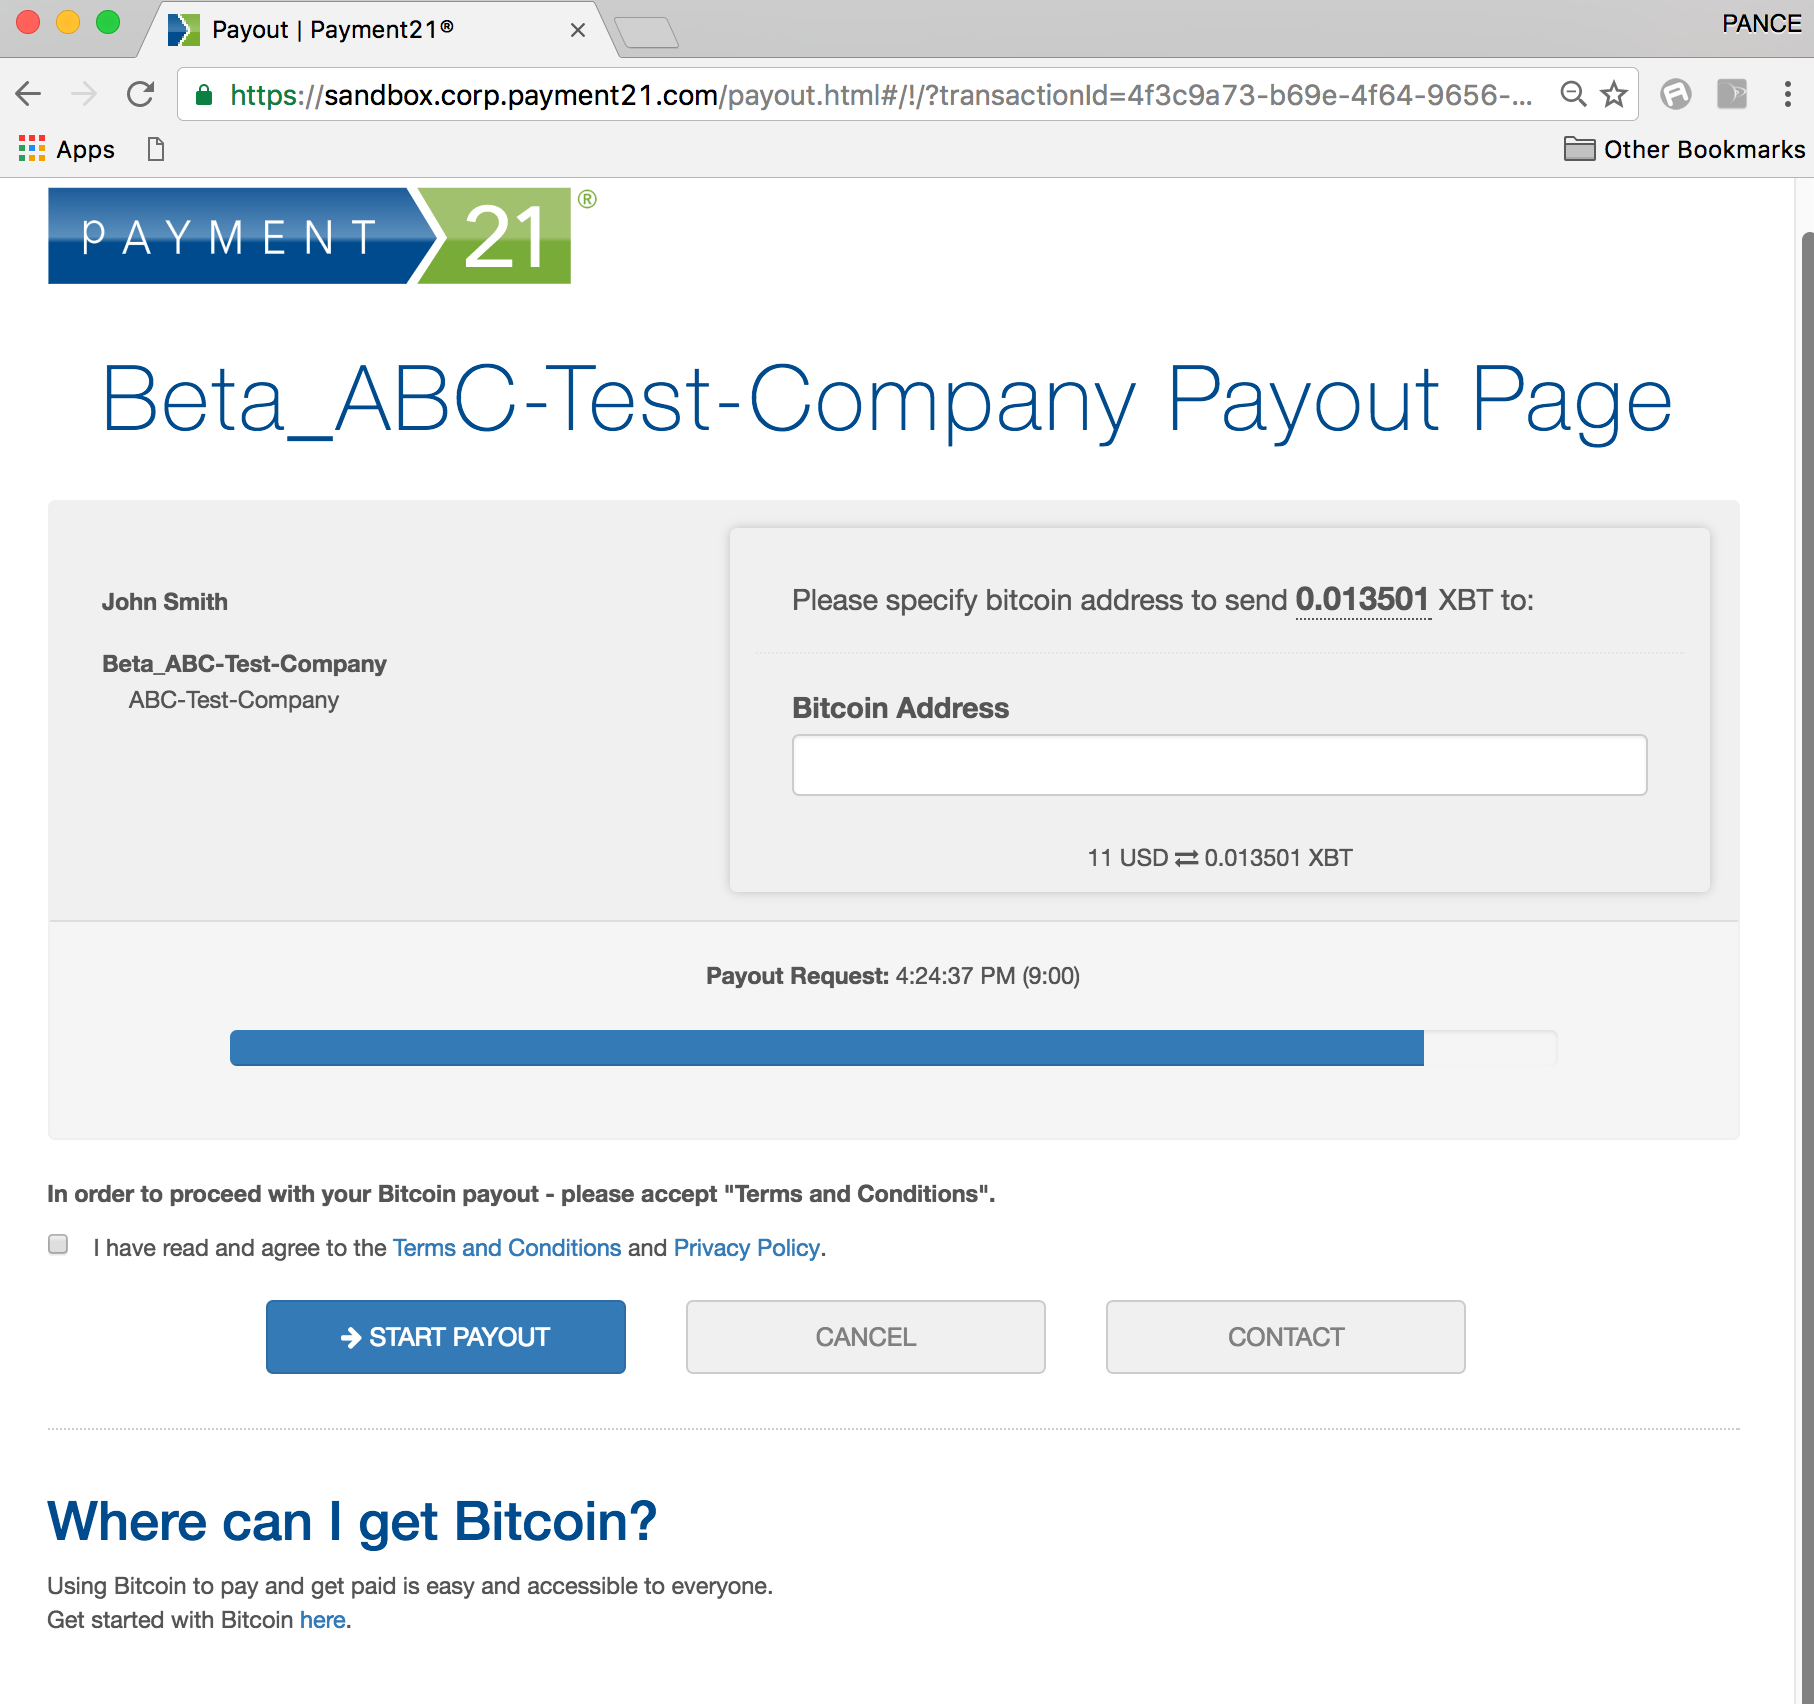 Payout | Payment21®
PANCE
https://sandbox.corp.payment21.com/payout.html#/!/?transactionId=4f3c9a73-b69e-4f64-9656-...
Apps
Other Bookmarks
PAYMENT 21®
Beta_ABC-Test-Company Payout Page
John Smith
Beta_ABC-Test-Company
ABC-Test-Company
Please specify bitcoin address to send 0.013501 XBT to:
Bitcoin Address
11 USD ⇄ 0.013501 XBT
Payout Request: 4:24:37 PM (9:00)
In order to proceed with your Bitcoin payout - please accept "Terms and Conditions".
I have read and agree to the Terms and Conditions and Privacy Policy.
START PAYOUT
CANCEL
CONTACT
Where can I get Bitcoin?
Using Bitcoin to pay and get paid is easy and accessible to everyone.
Get started with Bitcoin here.